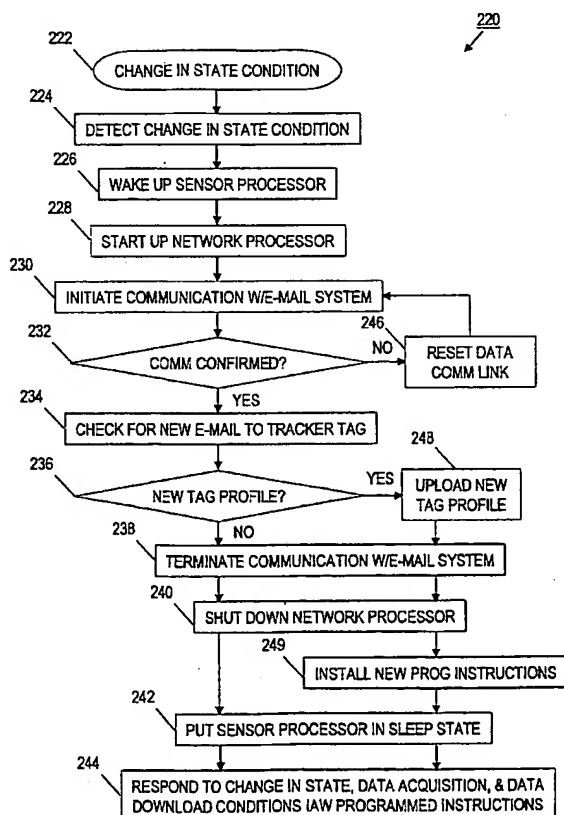 220
222
CHANGE IN STATE CONDITION
224
DETECT CHANGE IN STATE CONDITION
226
WAKE UP SENSOR PROCESSOR
228
START UP NETWORK PROCESSOR
230
INITIATE COMMUNICATION W/E-MAIL SYSTEM
232
COMM CONFIRMED?
NO
246
RESET DATA
COMM LINK
YES
234
CHECK FOR NEW E-MAIL TO TRACKER TAG
236
NEW TAG PROFILE?
YES
248
UPLOAD NEW
TAG PROFILE
NO
238
TERMINATE COMMUNICATION W/E-MAIL SYSTEM
240
SHUT DOWN NETWORK PROCESSOR
249
INSTALL NEW PROG INSTRUCTIONS
242
PUT SENSOR PROCESSOR IN SLEEP STATE
244
RESPOND TO CHANGE IN STATE, DATA ACQUISITION, & DATA
DOWNLOAD CONDITIONS IAW PROGRAMMED INSTRUCTIONS